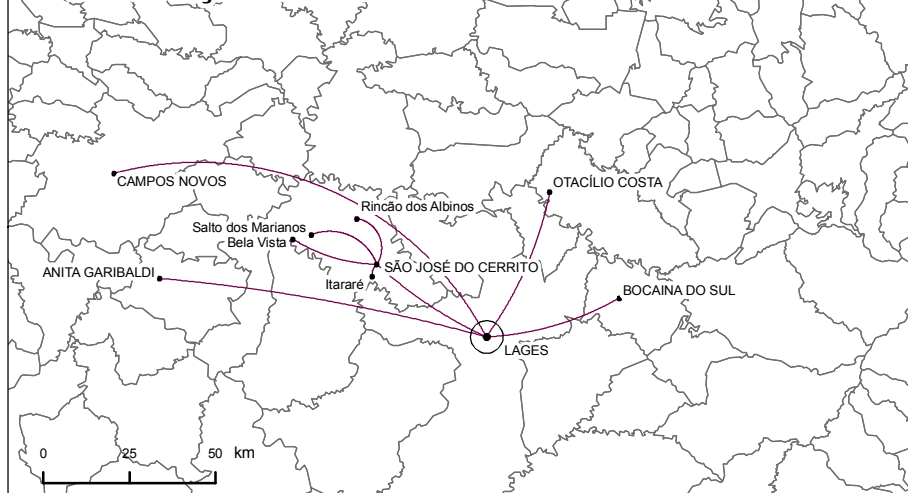 CAMPOS NOVOS
OTACÍLIO COSTA
Rincão dos Albinos
Salto dos Marianos
Bela Vista
SÃO JOSÉ DO CERRITO
ANITA GARIBALDI
Itararé
BOCAINA DO SUL
LAGES
0 25 50 km